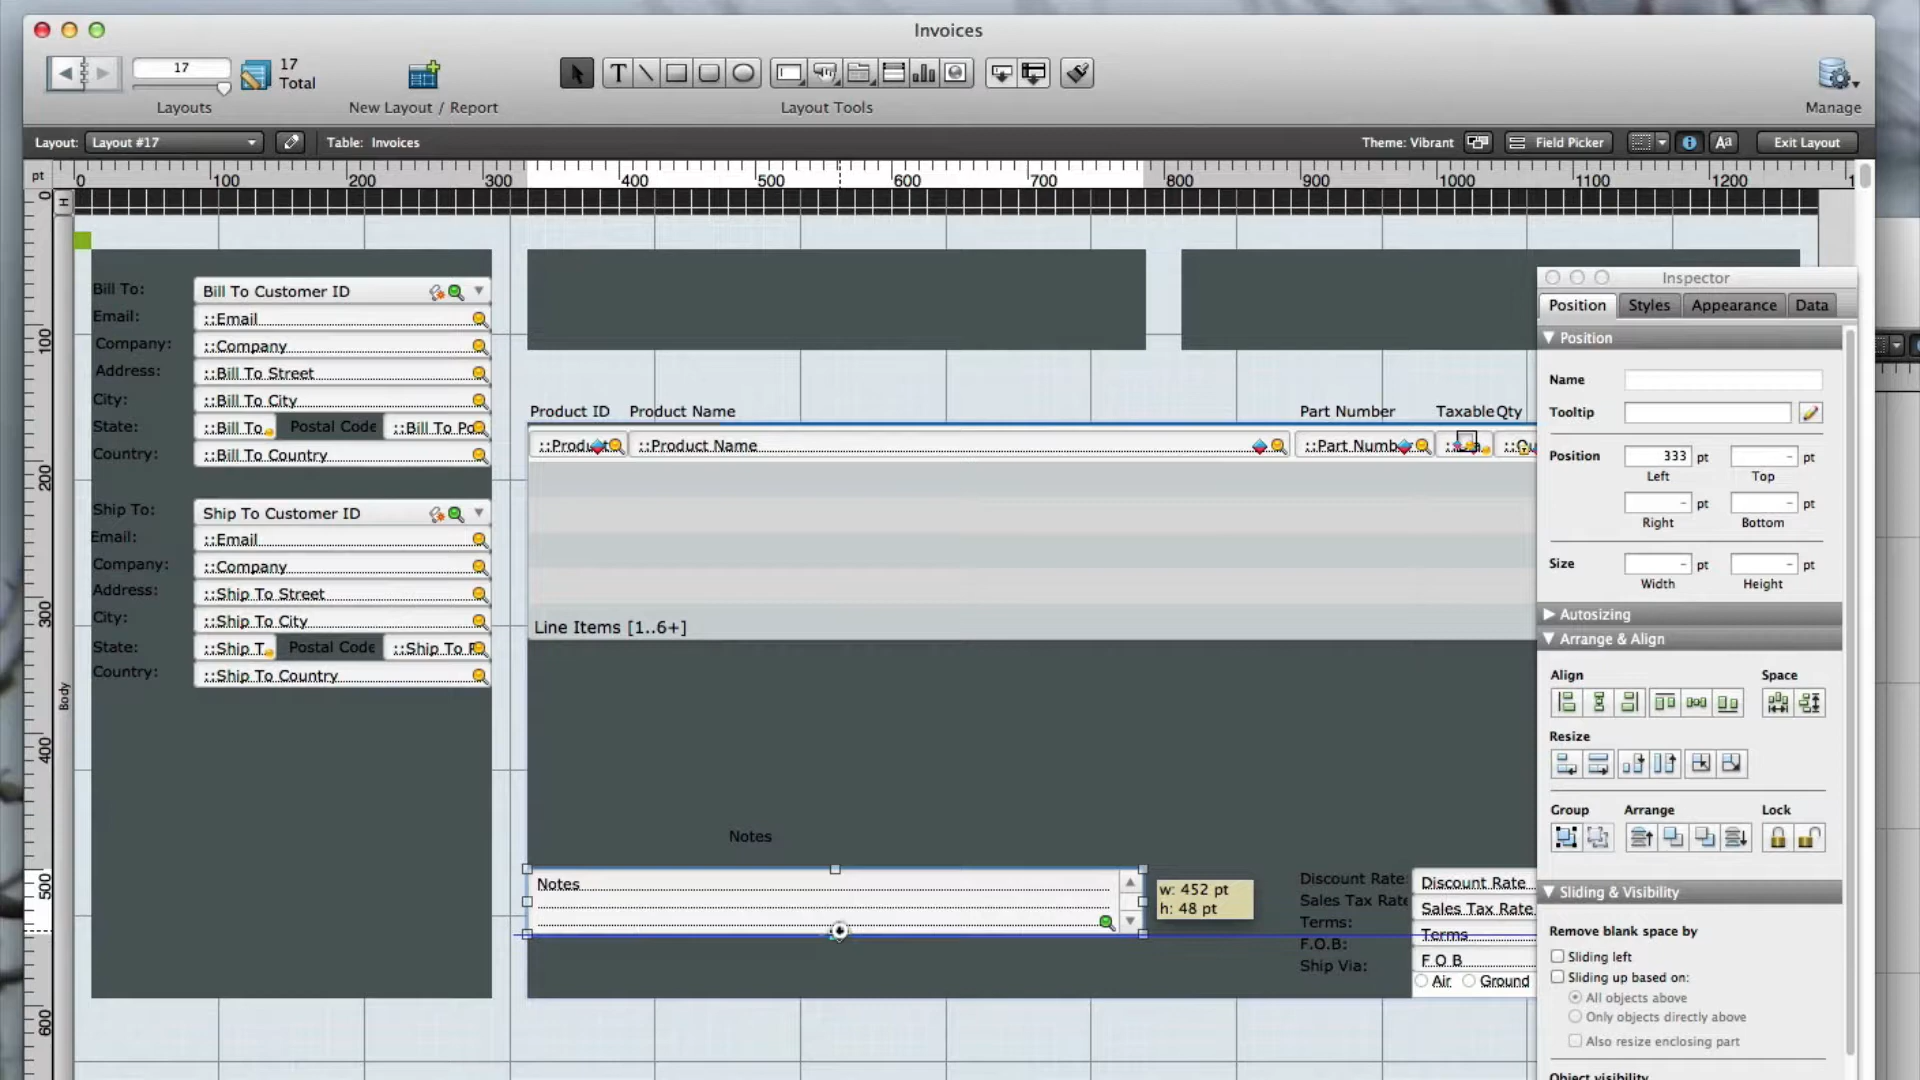 Invoices
17
17
Total
Layouts
New Layout / Report
Layout Tools
Manage
Layout: Layout #17
Table: Invoices
Theme: Vibrant
Field Picker
Aa
Exit Layout
pt
0 100 200 300 400 500 600 700 800 900 1000 1100 1200
0
H
100
200
300
400
500
600
Body
Bill To: Bill To Customer ID
Email: ::Email
Company: ::Company
Address: ::Bill To Street
City: ::Bill To City
State: ::Bill To Postal Code ::Bill To Po
Country: ::Bill To Country
Ship To: Ship To Customer ID
Email: ::Email
Company: ::Company
Address: ::Ship To Street
City: ::Ship To City
State: ::Ship T Postal Code ::Ship To
Country: ::Ship To Country
Product ID Product Name Part Number Taxable Qty
::Product ::Product Name ::Part Numb
Line Items [1..6+]
Notes
Notes
w: 452 pt
h: 48 pt
Discount Rate: Discount Rate
Sales Tax Rate Sales Tax Rate
Terms: Terms
F.O.B: F O B
Ship Via: Air Ground
Inspector
Position Styles Appearance Data
Position
Name
Tooltip
Position 333 pt - pt
Left Top
pt - pt
Right Bottom
Size - pt - pt
Width Height
Autosizing
Arrange & Align
Align Space
Resize
Group Arrange Lock
Sliding & Visibility
Remove blank space by
Sliding left
Sliding up based on:
All objects above
Only objects directly above
Also resize enclosing part
Object visibility